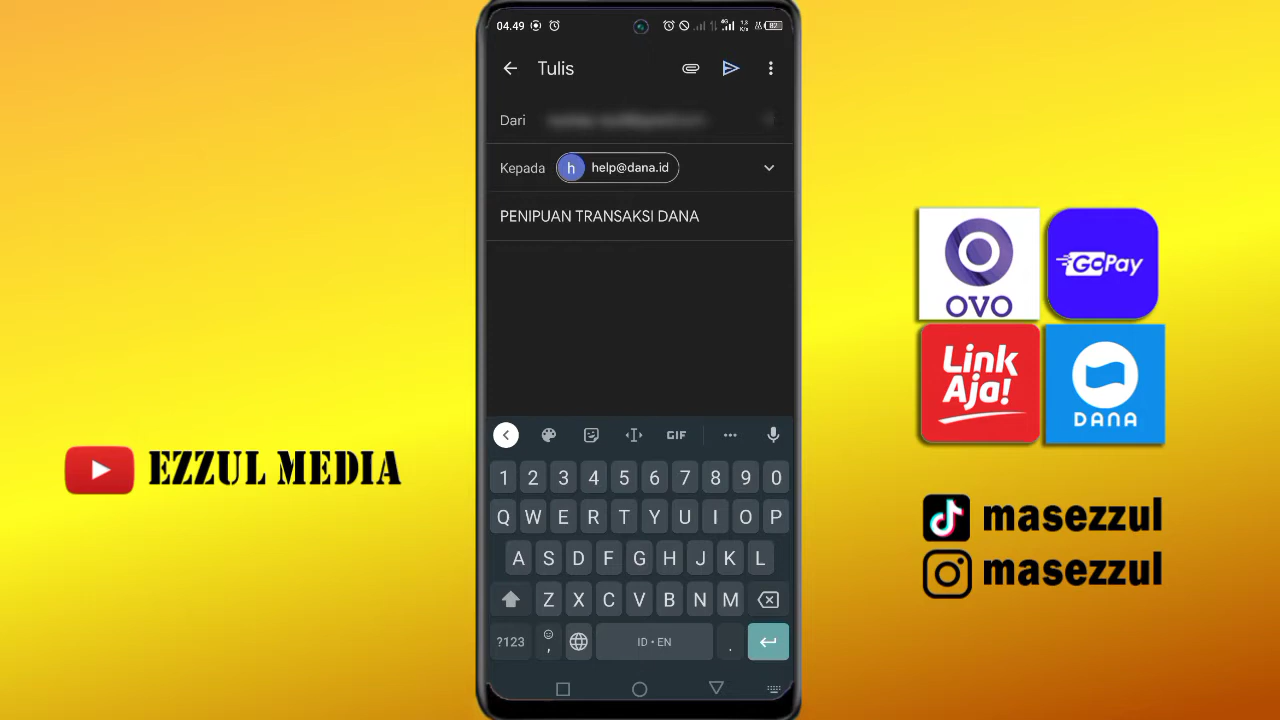 04.49
82
Tulis
Dari
Kepada
h
help@dana.id
PENIPUAN TRANSAKSI DANA
GIF
1 2 3 4 5 6 7 8 9 0
Q W E R T Y U I O P
A S D F G H J K L
Z X C V B N M
?123
,
ID • EN
.
EZZUL MEDIA
OVO
GoPay
Link
Aja!
DANA
masezzul
masezzul